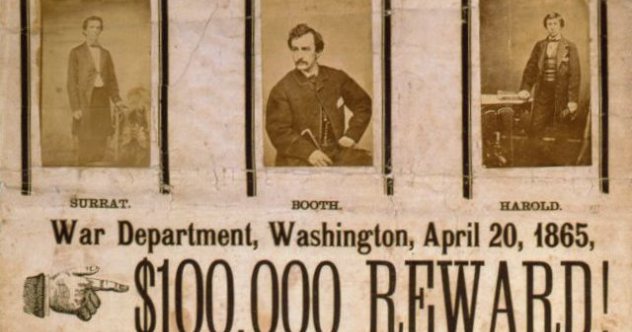 SURRAT. BOOTH. HAROLD.
War Department, Washington, April 20, 1865,
$100,000 REWARD!